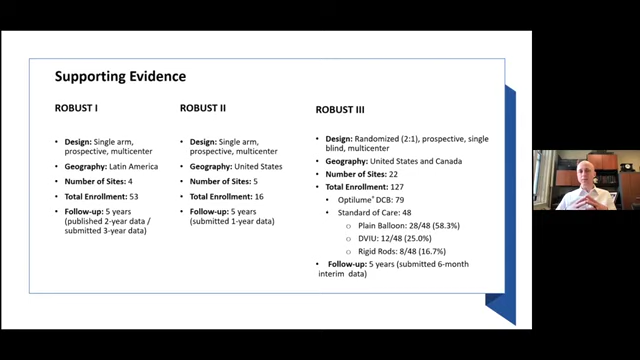 Supporting Evidence
ROBUST I
• Design: Single arm,
prospective, multicenter
• Geography: Latin America
• Number of Sites: 4
• Total Enrollment: 53
• Follow-up: 5 years
(published 2-year data /
submitted 3-year data)
ROBUST II
• Design: Single arm,
prospective, multicenter
• Geography: United States
• Number of Sites: 5
• Total Enrollment: 16
• Follow-up: 5 years
(submitted 1-year data)
ROBUST III
• Design: Randomized (2:1), prospective, single
blind, multicenter
• Geography: United States and Canada
• Number of Sites: 22
• Total Enrollment: 127
• Optilume® DCB: 79
• Standard of Care: 48
o Plain Balloon: 28/48 (58.3%)
o DVIU: 12/48 (25.0%)
o Rigid Rods: 8/48 (16.7%)
• Follow-up: 5 years (submitted 6-month
interim data)